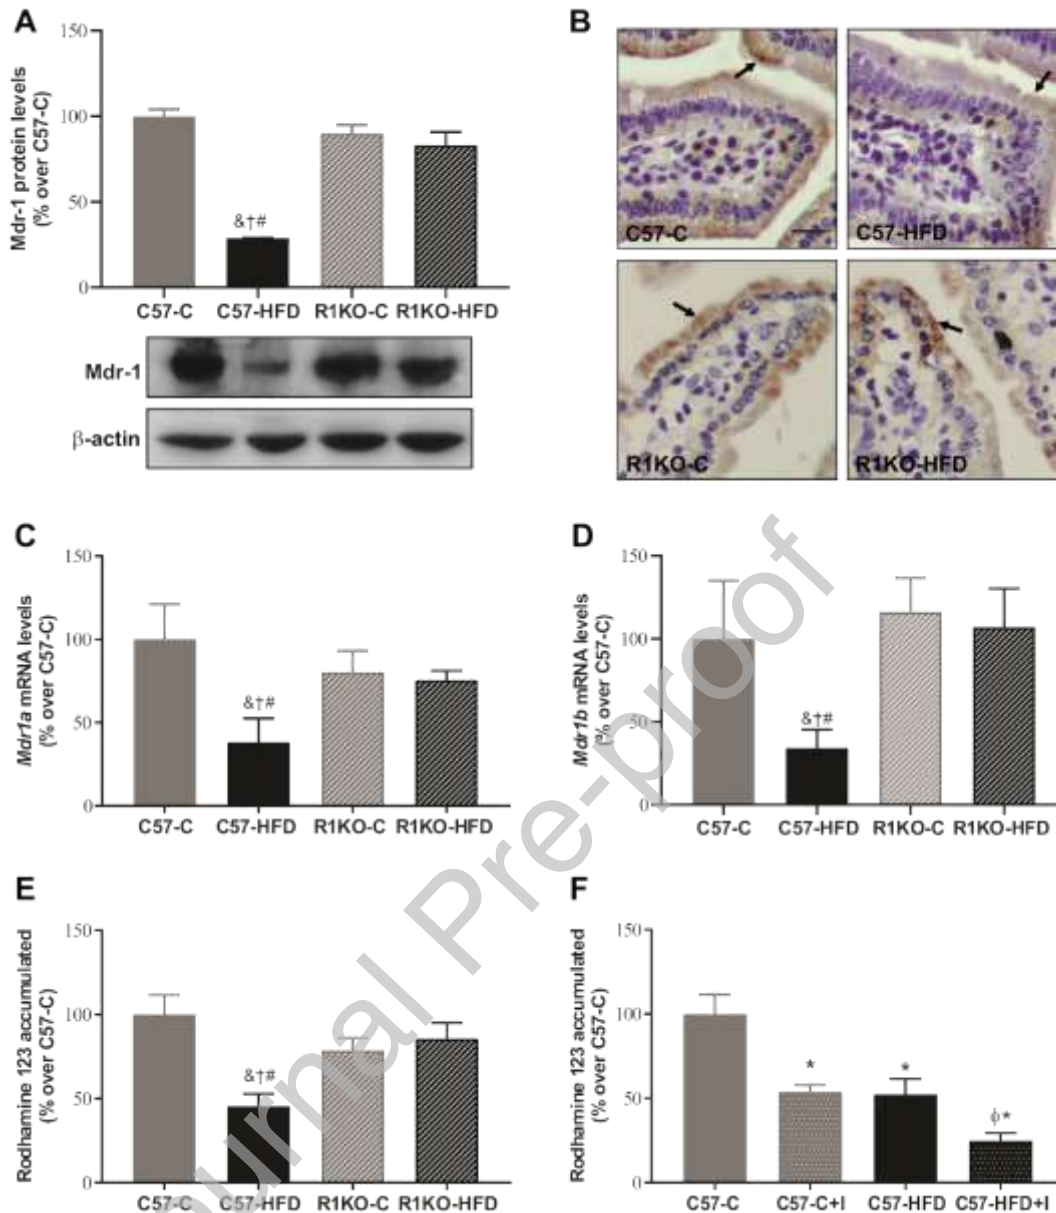 A
Mdr-1 protein levels
(% over C57-C)
150
100
50
0
&†#
C57-C C57-HFD R1KO-C R1KO-HFD
Mdr-1
β-actin
B
C57-C
C57-HFD
R1KO-C
R1KO-HFD
C
Mdr1a mRNA levels
(% over C57-C)
150
100
50
0
&†#
C57-C C57-HFD R1KO-C R1KO-HFD
D
Mdr1b mRNA levels
(% over C57-C)
150
100
50
0
&†#
C57-C C57-HFD R1KO-C R1KO-HFD
E
Rodhamine 123 accumulated
(% over C57-C)
150
100
50
0
&†#
C57-C C57-HFD R1KO-C R1KO-HFD
F
Rodhamine 123 accumulated
(% over C57-C)
150
100
50
0
*
*
ϕ*
C57-C C57-C+I C57-HFD C57-HFD+I
Journal Pre-proof